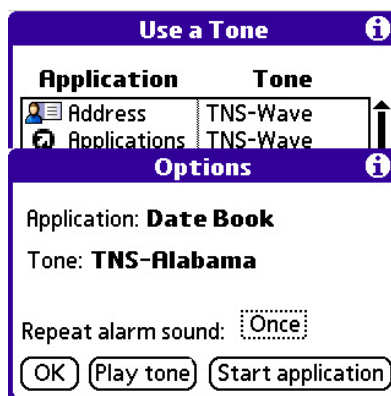 Use a Tone
Application Tone
Address TNS-Wave
Applications TNS-Wave
Options
Application: Date Book
Tone: TNS-Alabama
Repeat alarm sound: Once
OK Play tone Start application